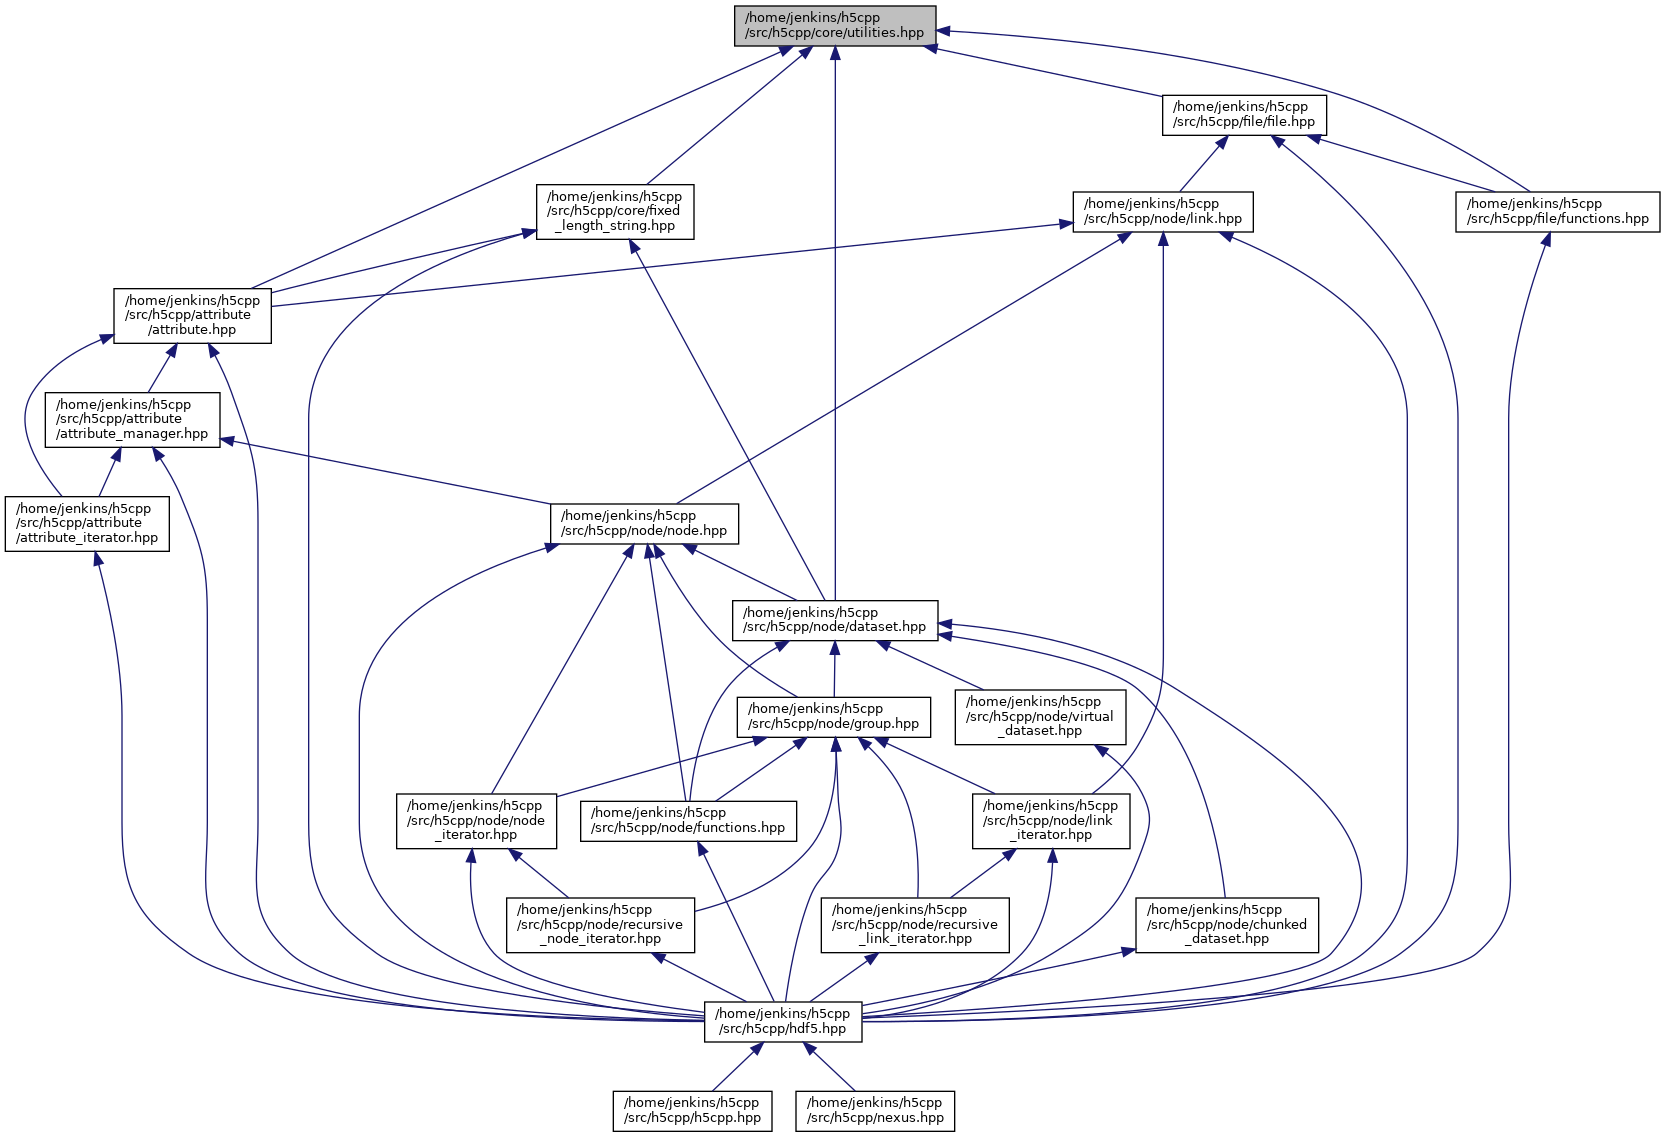 /home/jenkins/h5cpp
/src/h5cpp/core/utilities.hpp
/home/jenkins/h5cpp
/src/h5cpp/file/file.hpp
/home/jenkins/h5cpp
/src/h5cpp/core/fixed
_length_string.hpp
/home/jenkins/h5cpp
/src/h5cpp/node/link.hpp
/home/jenkins/h5cpp
/src/h5cpp/file/functions.hpp
/home/jenkins/h5cpp
/src/h5cpp/attribute
/attribute.hpp
/home/jenkins/h5cpp
/src/h5cpp/attribute
/attribute_manager.hpp
/home/jenkins/h5cpp
/src/h5cpp/attribute
/attribute_iterator.hpp
/home/jenkins/h5cpp
/src/h5cpp/node/node.hpp
/home/jenkins/h5cpp
/src/h5cpp/node/dataset.hpp
/home/jenkins/h5cpp
/src/h5cpp/node/group.hpp
/home/jenkins/h5cpp
/src/h5cpp/node/virtual
_dataset.hpp
/home/jenkins/h5cpp
/src/h5cpp/node/node
_iterator.hpp
/home/jenkins/h5cpp
/src/h5cpp/node/functions.hpp
/home/jenkins/h5cpp
/src/h5cpp/node/link
_iterator.hpp
/home/jenkins/h5cpp
/src/h5cpp/node/recursive
_node_iterator.hpp
/home/jenkins/h5cpp
/src/h5cpp/node/recursive
_link_iterator.hpp
/home/jenkins/h5cpp
/src/h5cpp/node/chunked
_dataset.hpp
/home/jenkins/h5cpp
/src/h5cpp/hdf5.hpp
/home/jenkins/h5cpp
/src/h5cpp/h5cpp.hpp
/home/jenkins/h5cpp
/src/h5cpp/nexus.hpp